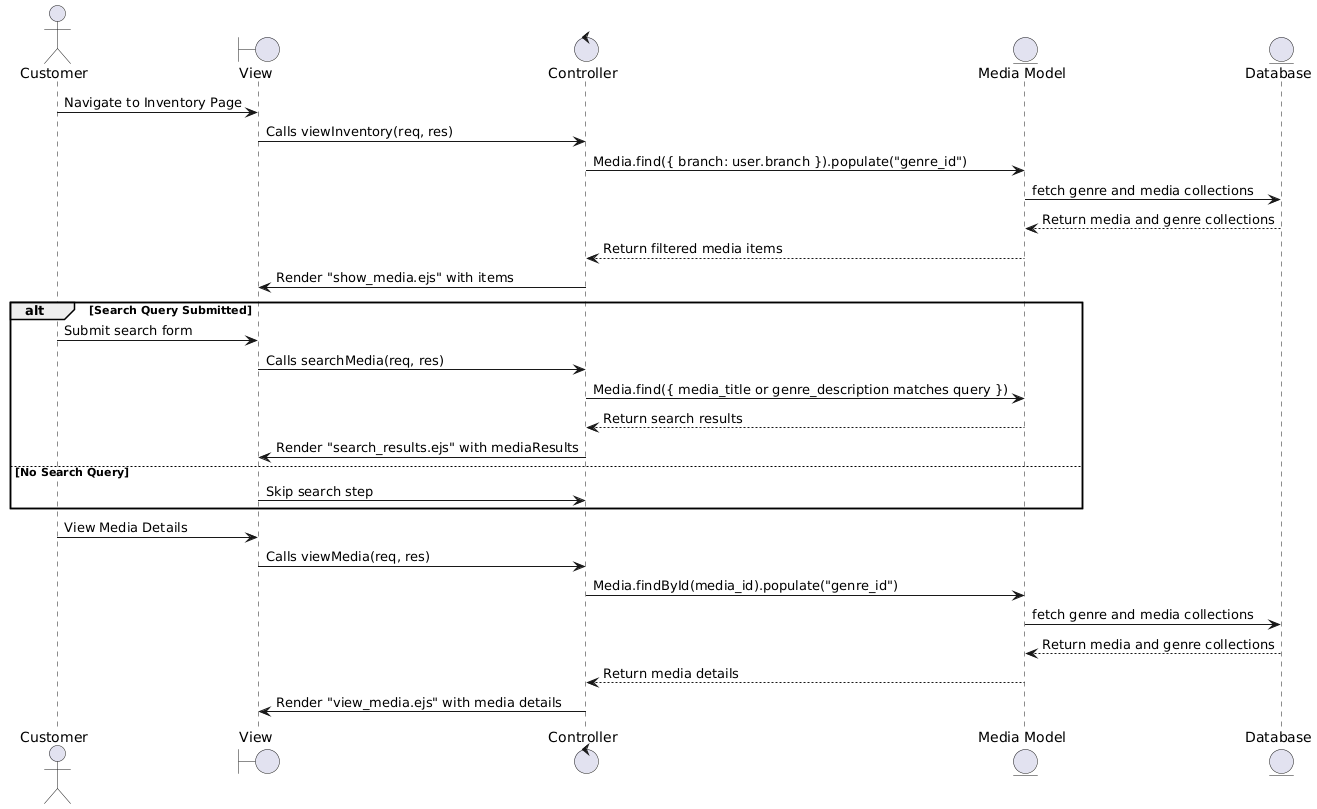 Customer
View
Controller
Media Model
Database
Navigate to Inventory Page
Calls viewInventory(req, res)
Media.find({ branch: user.branch }).populate("genre_id")
fetch genre and media collections
Return media and genre collections
Return filtered media items
Render "show_media.ejs" with items
alt
[Search Query Submitted]
Submit search form
Calls searchMedia(req, res)
Media.find({ media_title or genre_description matches query })
Return search results
Render "search_results.ejs" with mediaResults
[No Search Query]
Skip search step
View Media Details
Calls viewMedia(req, res)
Media.findById(media_id).populate("genre_id")
fetch genre and media collections
Return media and genre collections
Return media details
Render "view_media.ejs" with media details
Customer
View
Controller
Media Model
Database